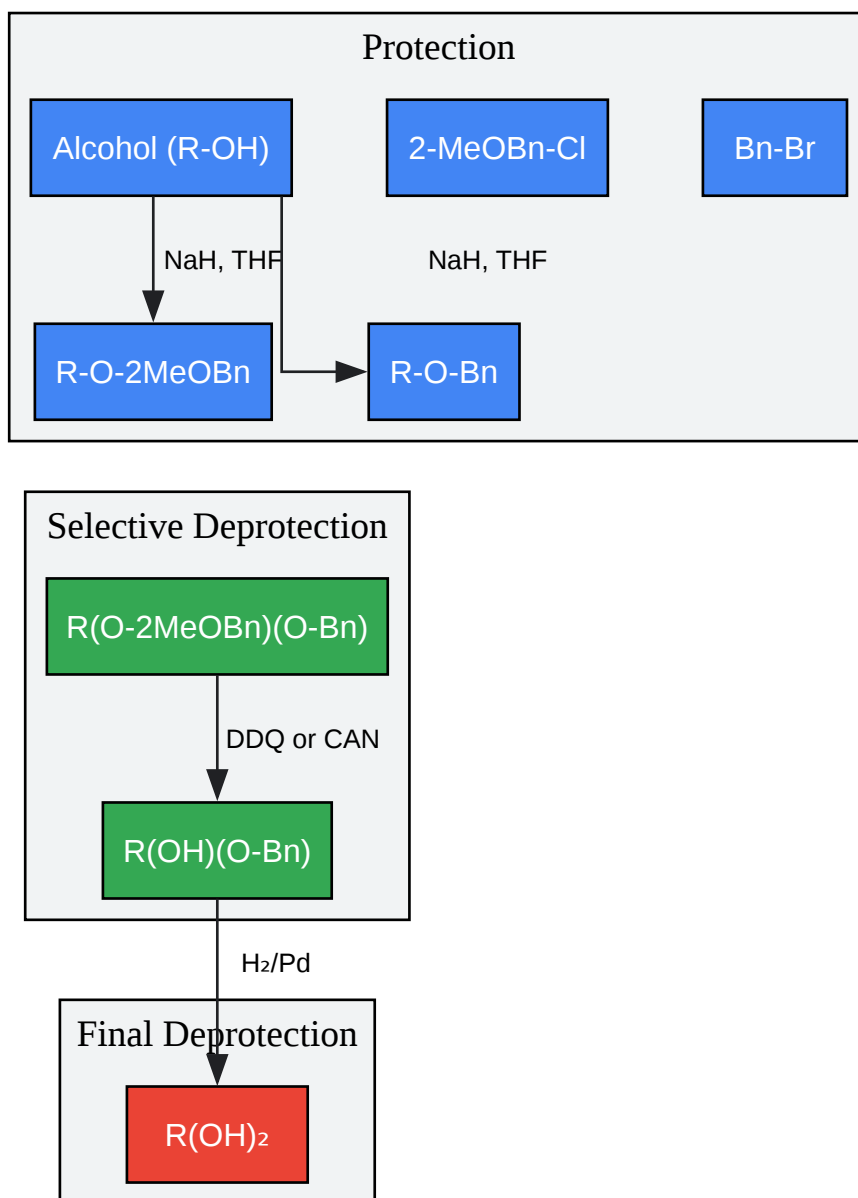 Protection
Alcohol (R-OH)
2-MeOBn-Cl
Bn-Br
NaH, THF
NaH, THF
R-O-2MeOBn
R-O-Bn
Selective Deprotection
R(O-2MeOBn)(O-Bn)
DDQ or CAN
R(OH)(O-Bn)
H₂/Pd
Final Deprotection
R(OH)₂